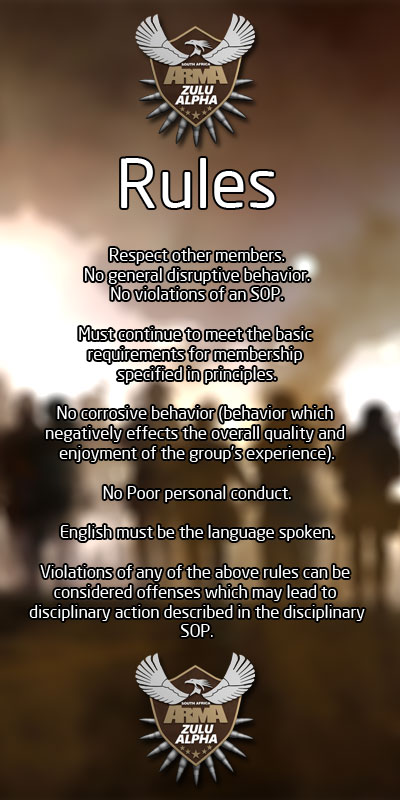 SOUTH AFRICA
ARMA
ZULU
ALPHA
Rules
Respect other members.
No general disruptive behavior.
No violations of an SOP.
Must continue to meet the basic
requirements for membership
specified in principles.
No corrosive behavior (behavior which
negatively effects the overall quality and
enjoyment of the group's experience).
No Poor personal conduct.
English must be the language spoken.
Violations of any of the above rules can be
considered offenses which may lead to
disciplinary action described in the disciplinary
SOP.
SOUTH AFRICA
ARMA
ZULU
ALPHA